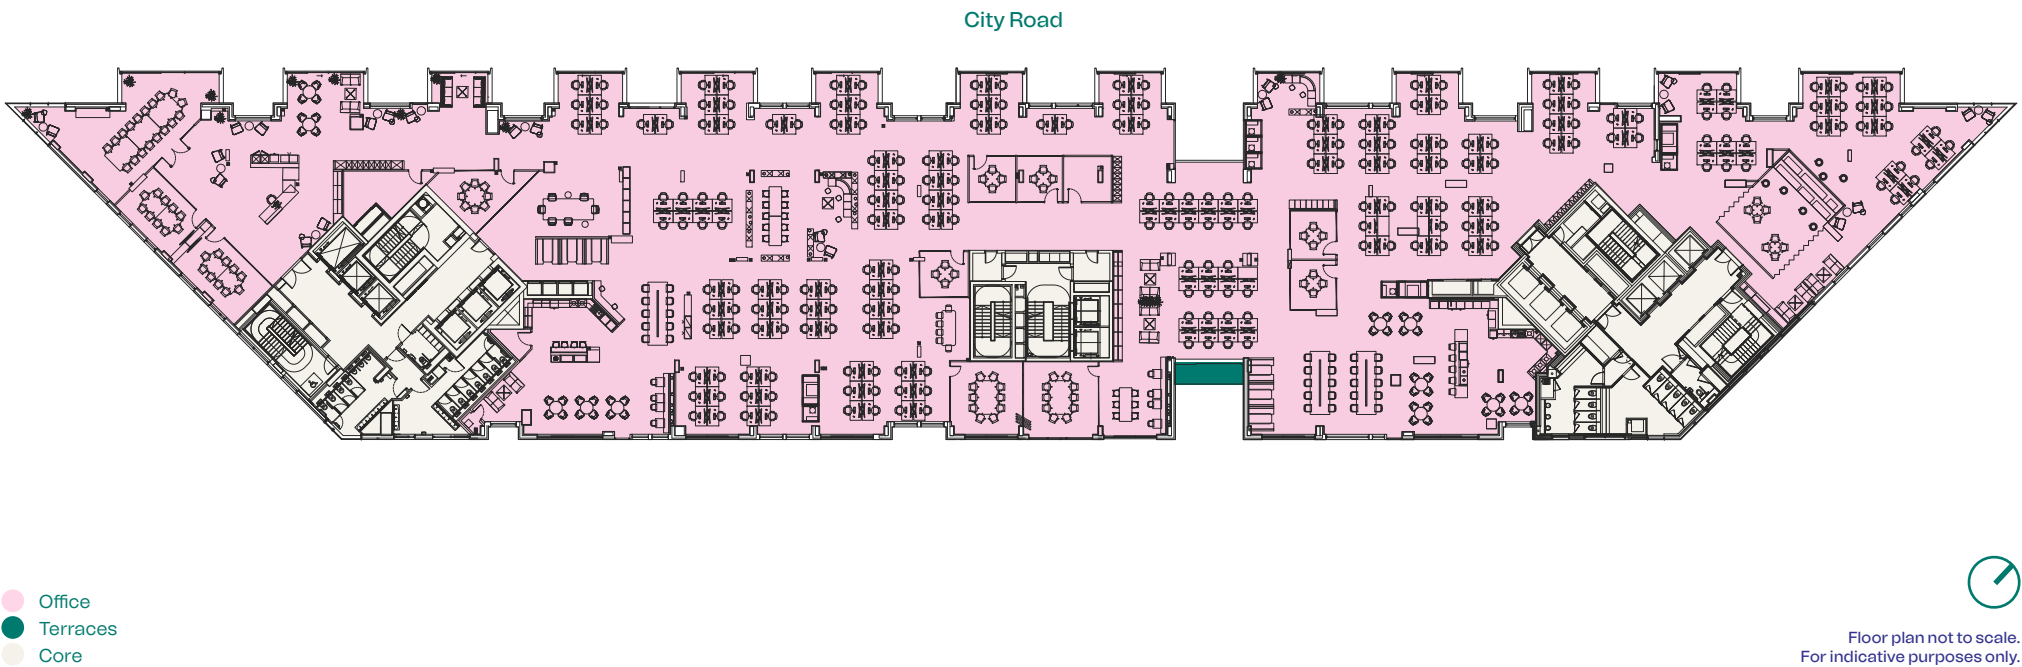 City Road
Office
Terraces
Core
Floor plan not to scale.
For indicative purposes only.